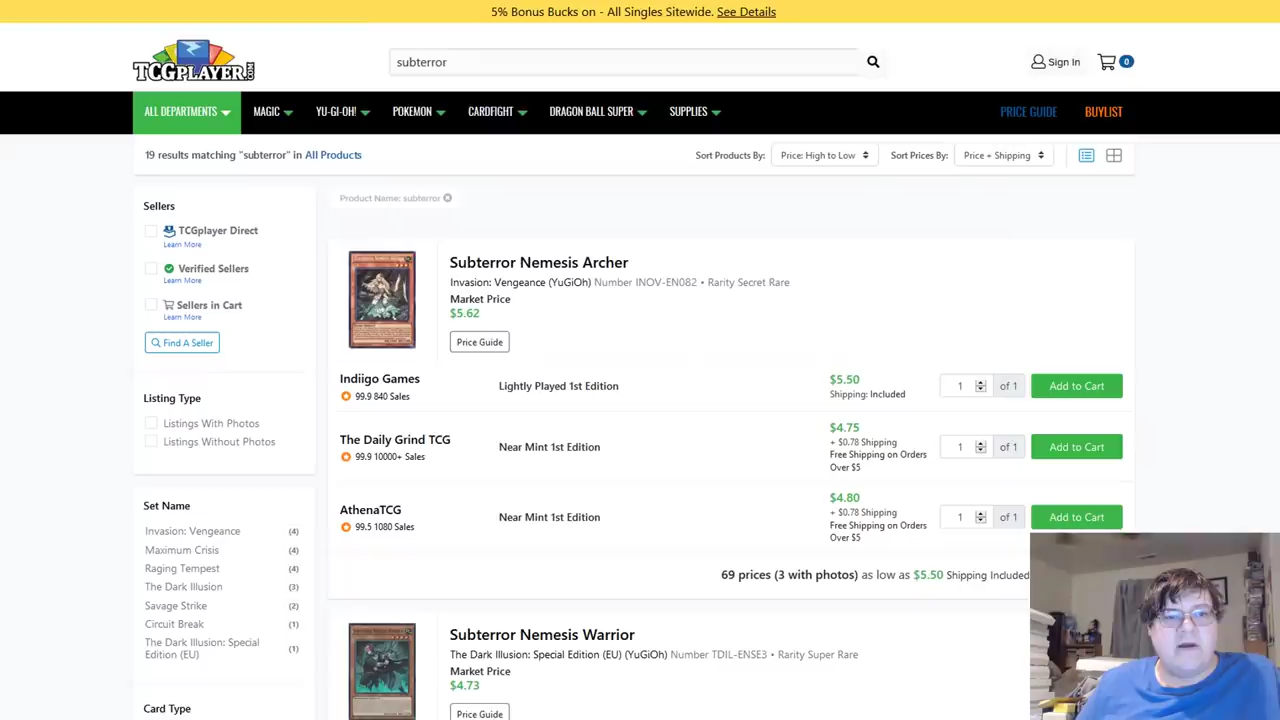 5% Bonus Bucks on - All Singles Sitewide. See Details
TCGPLAYER.COM
subterror
Sign In
0
ALL DEPARTMENTS
MAGIC
YU-GI-OH!
POKEMON
CARDFIGHT
DRAGON BALL SUPER
SUPPLIES
PRICE GUIDE
BUYLIST
19 results matching "subterror" in All Products
Sort Products By:
Price: High to Low
Sort Prices By:
Price + Shipping
Product Name: subterror
Sellers
TCGplayer Direct
Learn More
Verified Sellers
Learn More
Sellers in Cart
Learn More
Find A Seller
Listing Type
Listings With Photos
Listings Without Photos
Set Name
Invasion: Vengeance (4)
Maximum Crisis (4)
Raging Tempest (4)
The Dark Illusion (3)
Savage Strike (2)
Circuit Break (1)
The Dark Illusion: Special
Edition (EU) (1)
Card Type
Subterror Nemesis Archer
Invasion: Vengeance (YuGiOh) Number INOV-EN082 • Rarity Secret Rare
Market Price
$5.62
Price Guide
Indiigo Games
99.9 840 Sales
Lightly Played 1st Edition
$5.50
Shipping: Included
1 of 1
Add to Cart
The Daily Grind TCG
99.9 10000+ Sales
Near Mint 1st Edition
$4.75
+ $0.78 Shipping
Free Shipping on Orders
Over $5
1 of 1
Add to Cart
AthenaTCG
99.5 1080 Sales
Near Mint 1st Edition
$4.80
+ $0.78 Shipping
Free Shipping on Orders
Over $5
1 of 1
Add to Cart
69 prices (3 with photos) as low as $5.50 Shipping Included
Subterror Nemesis Warrior
The Dark Illusion: Special Edition (EU) (YuGiOh) Number TDIL-ENSE3 • Rarity Super Rare
Market Price
$4.73
Price Guide